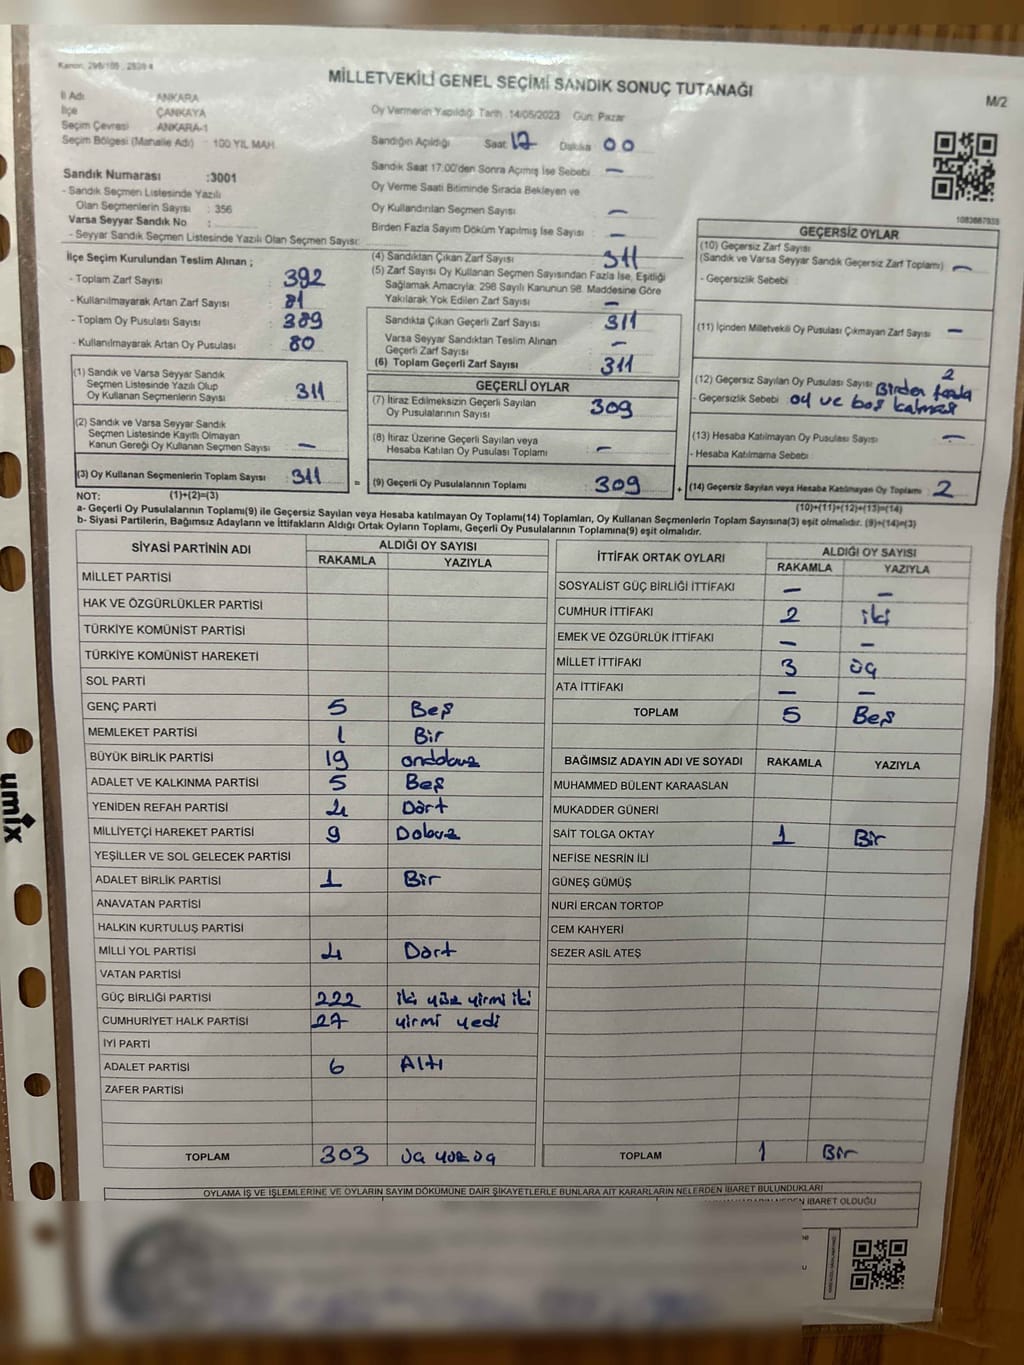 Kanon: 298/105 , 2839 4
MİLLETVEKİLİ GENEL SEÇİMİ SANDIK SONUÇ TUTANAĞI
M/2
İl Adı ANKARA
İlçe ÇANKAYA
Seçim Çevresi ANKARA-1
Seçim Bölgesi (Mahalle Adı) 100 YIL MAH.
Oy Vermenin Yapıldığı Tarih 14/05/2023 Gün: Pazar
Sandığın Açıldığı Saat 17 Dakika 00
Sandık Saat 17:00'den Sonra Açımış İse Sebebi —
Oy Verme Saati Bitiminde Sırada Bekleyen ve
Oy Kullandırılan Seçmen Sayısı —
Birden Fazla Sayım Döküm Yapılmış İse Sayısı —
Sandık Numarası :3001
- Sandık Seçmen Listesinde Yazılı
Olan Seçmenlerin Sayısı : 356
Varsa Seyyar Sandık No :
- Seyyar Sandık Seçmen Listesinde Yazılı Olan Seçmen Sayısı:
1083667935
İlçe Seçim Kurulundan Teslim Alınan ;
- Toplam Zarf Sayısı : 392
- Kullanılmayarak Artan Zarf Sayısı : 81
- Toplam Oy Pusulası Sayısı : 389
- Kullanılmayarak Artan Oy Pusulası : 80
(1) Sandık ve Varsa Seyyar Sandık
Seçmen Listesinde Yazılı Olup
Oy Kullanan Seçmenlerin Sayısı : 311
(2) Sandık ve Varsa Seyyar Sandık
Seçmen Listesinde Kayıtlı Olmayan
Kanun Gereği Oy Kullanan Seçmen Sayısı : —
(3) Oy Kullanan Seçmenlerin Toplam Sayısı : 311
(4) Sandıktan Çıkan Zarf Sayısı : 311
(5) Zarf Sayısı Oy Kullanan Seçmen Sayısından Fazla İse, Eşitliği
Sağlamak Amacıyla: 298 Sayılı Kanunun 98. Maddesine Göre
Yakılarak Yok Edilen Zarf Sayısı : —
Sandıkta Çıkan Geçerli Zarf Sayısı : 311
Varsa Seyyar Sandıktan Teslim Alınan
Geçerli Zarf Sayısı : —
(6) Toplam Geçerli Zarf Sayısı : 311
GEÇERLİ OYLAR
(7) İtiraz Edilmeksizin Geçerli Sayılan
Oy Pusulalarının Sayısı : 309
(8) İtiraz Üzerine Geçerli Sayılan veya
Hesaba Katılan Oy Pusulası Toplamı : —
= (9) Geçerli Oy Pusulalarının Toplamı : 309
GEÇERSİZ OYLAR
(10) Geçersiz Zarf Sayısı
(Sandık ve Varsa Seyyar Sandık Geçersiz Zarf Toplamı) —
- Geçersizlik Sebebi
(11) İçinden Milletvekili Oy Pusulası Çıkmayan Zarf Sayısı —
(12) Geçersiz Sayılan Oy Pusulası Sayısı 2
- Geçersizlik Sebebi Birden fazla
oy ve boş kalması
(13) Hesaba Katılmayan Oy Pusulası Sayısı —
- Hesaba Katılmama Sebebi
+ (14) Geçersiz Sayılan veya Hesaba Katılmayan Oy Toplamı 2
NOT: (1)+(2)=(3)
(10)+(11)+(12)+(13)=(14)
a- Geçerli Oy Pusulalarının Toplamı(9) ile Geçersiz Sayılan veya Hesaba katılmayan Oy Toplamı(14) Toplamları, Oy Kullanan Seçmenlerin Toplam Sayısına(3) eşit olmalıdır. (9)+(14)=(3)
b- Siyasi Partilerin, Bağımsız Adayların ve İttifakların Aldığı Ortak Oyların Toplamı, Geçerli Oy Pusulalarının Toplamına(9) eşit olmalıdır.
SİYASİ PARTİNİN ADI ALDIĞI OY SAYISI
RAKAMLA YAZIYLA
MİLLET PARTİSİ
HAK VE ÖZGÜRLÜKLER PARTİSİ
TÜRKİYE KOMÜNİST PARTİSİ
TÜRKİYE KOMÜNİST HAREKETİ
SOL PARTİ
GENÇ PARTİ 5 Beş
MEMLEKET PARTİSİ 1 Bir
BÜYÜK BİRLİK PARTİSİ 19 ondokuz
ADALET VE KALKINMA PARTİSİ 5 Beş
YENİDEN REFAH PARTİSİ 4 Dört
MİLLİYETÇİ HAREKET PARTİSİ 9 Dokuz
YEŞİLLER VE SOL GELECEK PARTİSİ
ADALET BİRLİK PARTİSİ 1 Bir
ANAVATAN PARTİSİ
HALKIN KURTULUŞ PARTİSİ
MİLLİ YOL PARTİSİ 4 Dört
VATAN PARTİSİ
GÜÇ BİRLİĞİ PARTİSİ 222 iki yüz yirmi iki
CUMHURİYET HALK PARTİSİ 27 yirmi yedi
İYİ PARTİ
ADALET PARTİSİ 6 Altı
ZAFER PARTİSİ
TOPLAM 303 üç yüz üç
İTTİFAK ORTAK OYLARI ALDIĞI OY SAYISI
RAKAMLA YAZIYLA
SOSYALİST GÜÇ BİRLİĞİ İTTİFAKI — —
CUMHUR İTTİFAKI 2 iki
EMEK VE ÖZGÜRLÜK İTTİFAKI — —
MİLLET İTTİFAKI 3 üç
ATA İTTİFAKI — —
TOPLAM 5 Beş
BAĞIMSIZ ADAYIN ADI VE SOYADI RAKAMLA YAZIYLA
MUHAMMED BÜLENT KARAASLAN
MUKADDER GÜNERİ
SAİT TOLGA OKTAY 1 Bir
NEFİSE NESRİN İLİ
GÜNEŞ GÜMÜŞ
NURİ ERCAN TORTOP
CEM KAHYERİ
SEZER ASİL ATEŞ
TOPLAM 1 Bir
OYLAMA İŞ VE İŞLEMLERİNE VE OYLARIN SAYIM DÖKÜMÜNE DAİR ŞİKAYETLERLE BUNLARA AİT KARARLARIN NELERDEN İBARET BULUNDUKLARI
NEDEN İBARET OLDUĞU
umix